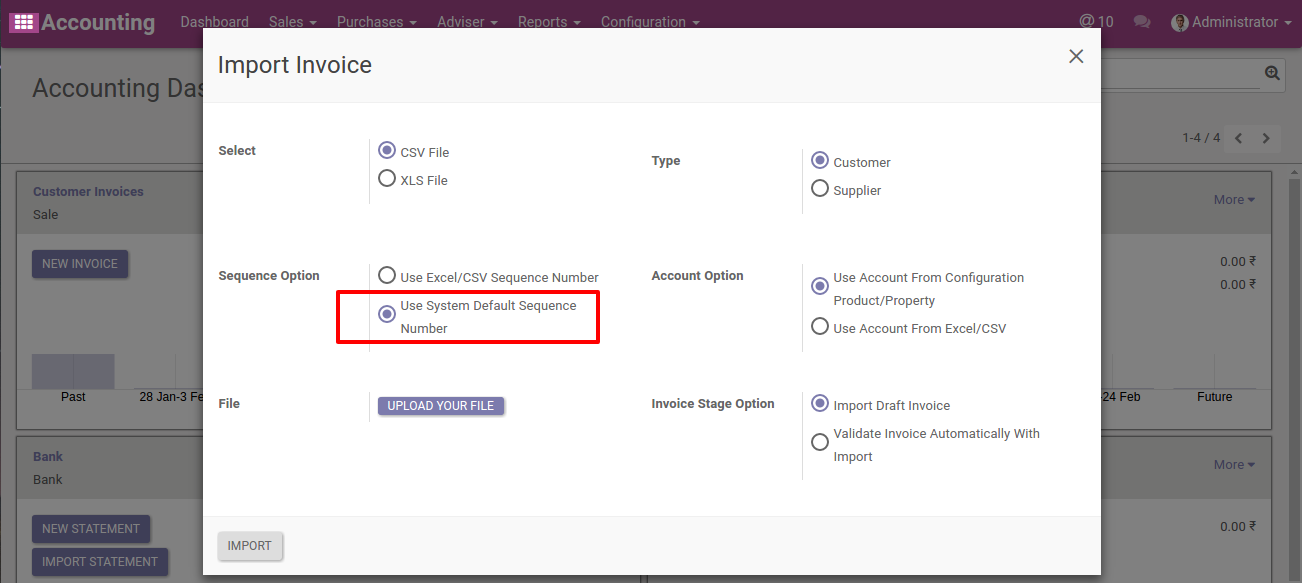 Accounting Dashboard Sales Purchases Adviser Reports Configuration @ 10 Administrator
Import Invoice
Accounting Das
1-4 / 4
Select
CSV File
XLS File
Type
Customer
Supplier
Customer Invoices
Sale
More
NEW INVOICE
0.00 ₹
0.00 ₹
Sequence Option
Use Excel/CSV Sequence Number
Use System Default Sequence
Number
Account Option
Use Account From Configuration
Product/Property
Use Account From Excel/CSV
Past
28 Jan-3 Fe
-24 Feb
Future
File
UPLOAD YOUR FILE
Invoice Stage Option
Import Draft Invoice
Validate Invoice Automatically With
Import
Bank
Bank
More
NEW STATEMENT
IMPORT STATEMENT
0.00 ₹
IMPORT